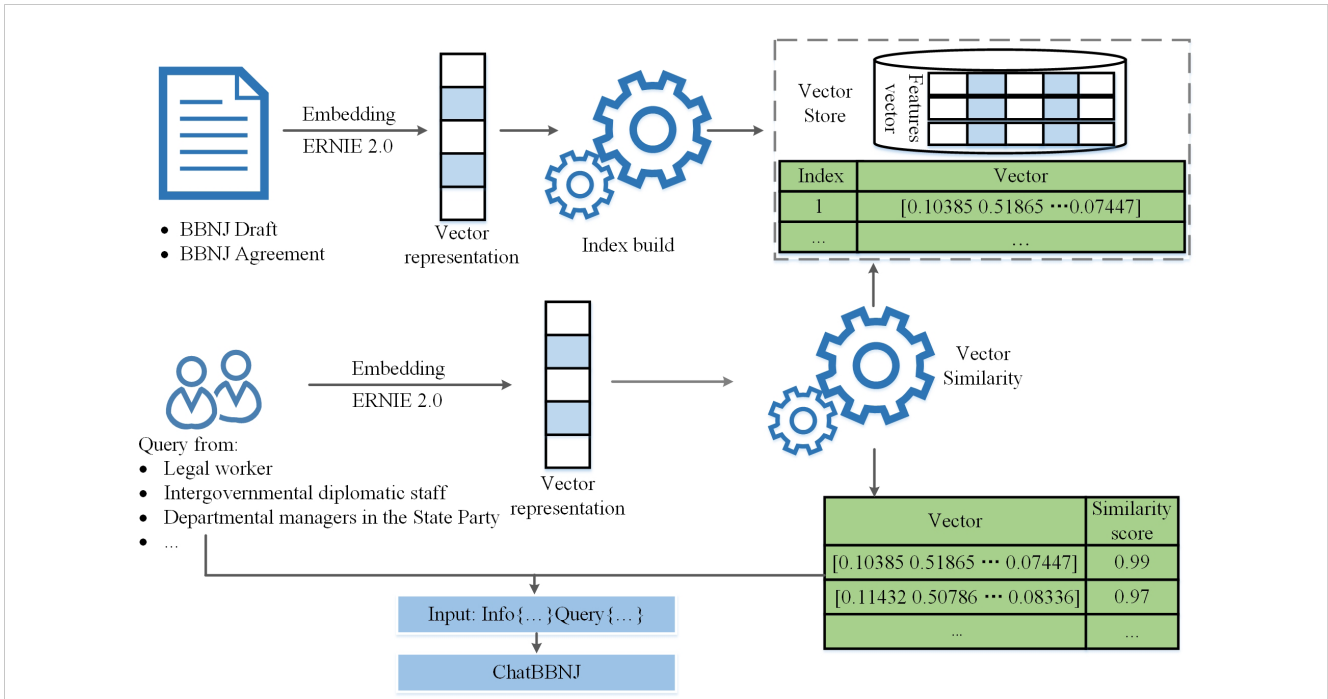 Embedding
ERNIE 2.0
• BBNJ Draft
• BBNJ Agreement
Vector
representation
Index build
Vector
Store
Features
vector
Index Vector
1 [0.10385 0.51865 ···0.07447]
... ...
Query from:
• Legal worker
• Intergovernmental diplomatic staff
• Departmental managers in the State Party
• ...
Embedding
ERNIE 2.0
Vector
representation
Vector
Similarity
Vector Similarity
score
[0.10385 0.51865 ··· 0.07447] 0.99
[0.11432 0.50786 ··· 0.08336] 0.97
... ...
Input: Info{...}Query{...}
ChatBBNJ